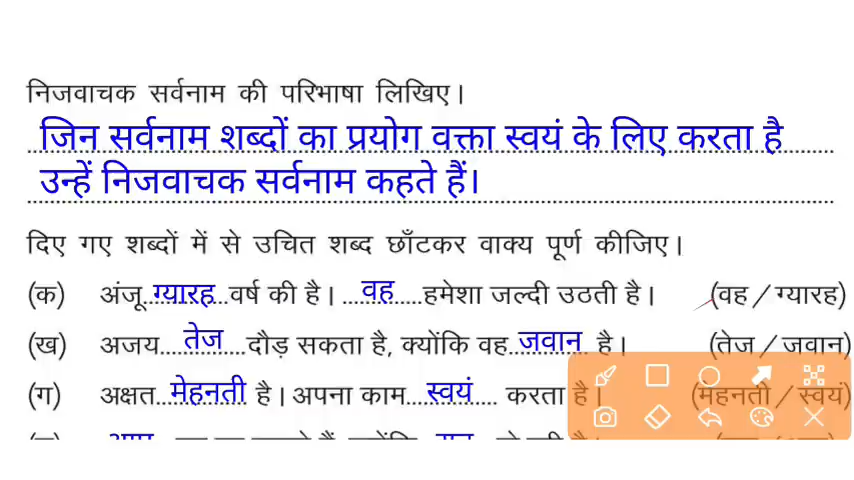 निजवाचक सर्वनाम की परिभाषा लिखिए।
जिन सर्वनाम शब्दों का प्रयोग वक्ता स्वयं के लिए करता है
उन्हें निजवाचक सर्वनाम कहते हैं।
दिए गए शब्दों में से उचित शब्द छाँटकर वाक्य पूर्ण कीजिए।
(क) अंजू ग्यारह वर्ष की है। वह हमेशा जल्दी उठती है। (वह / ग्यारह)
(ख) अजय तेज दौड़ सकता है, क्योंकि वह जवान है। (तेज / जवान)
(ग) अक्षत मेहनती है। अपना काम स्वयं करता है। (मेहनती / स्वयं)